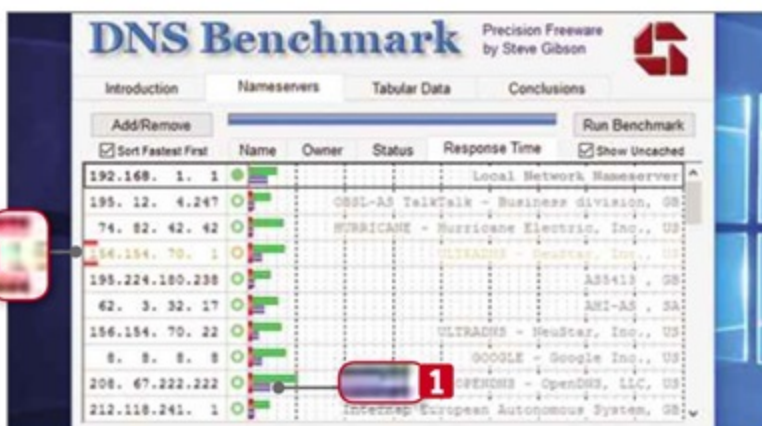 DNS Benchmark
Precision Freeware
by Steve Gibson
Introduction Nameservers Tabular Data Conclusions
Add/Remove Run Benchmark
Sort Fastest First Name Owner Status Response Time Show Uncached
192.168. 1. 1 Local Network Nameserver
195. 12. 4.247 OBSL-AS TalkTalk - Business division, GB
74. 82. 42. 42 HURRICANE - Hurricane Electric, Inc., US
156.154. 70. 1 ULTRADNS - NeuStar, Inc., US
195.224.180.238 AS5413 , GB
62. 3. 32. 17 AHI-AS , SA
156.154. 70. 22 ULTRADNS - NeuStar, Inc., US
8. 8. 8. 8 GOOGLE - Google Inc., US
208. 67.222.222 1 OPENDNS - OpenDNS, LLC, US
212.118.241. 1 Internap European Autonomous System, GB